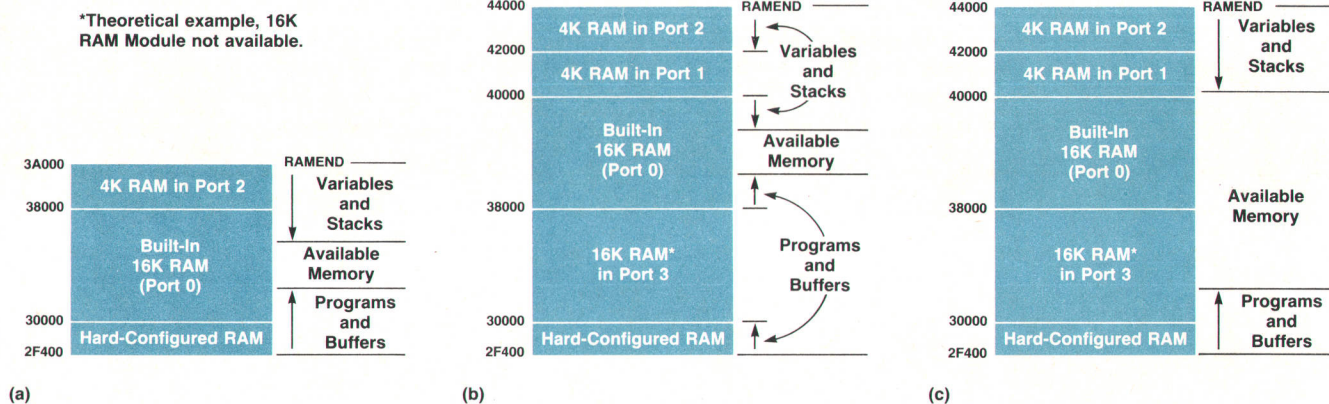 *Theoretical example, 16K
RAM Module not available.
3A000
4K RAM in Port 2
38000
Built-In
16K RAM
(Port 0)
30000
Hard-Configured RAM
2F400
RAMEND
Variables
and
Stacks
Available
Memory
Programs
and
Buffers
(a)
44000
4K RAM in Port 2
42000
4K RAM in Port 1
40000
Built-In
16K RAM
(Port 0)
38000
16K RAM*
in Port 3
30000
Hard-Configured RAM
2F400
RAMEND
Variables
and
Stacks
Available
Memory
Programs
and
Buffers
(b)
44000
4K RAM in Port 2
42000
4K RAM in Port 1
40000
Built-In
16K RAM
(Port 0)
38000
16K RAM*
in Port 3
30000
Hard-Configured RAM
2F400
RAMEND
Variables
and
Stacks
Available
Memory
Programs
and
Buffers
(c)